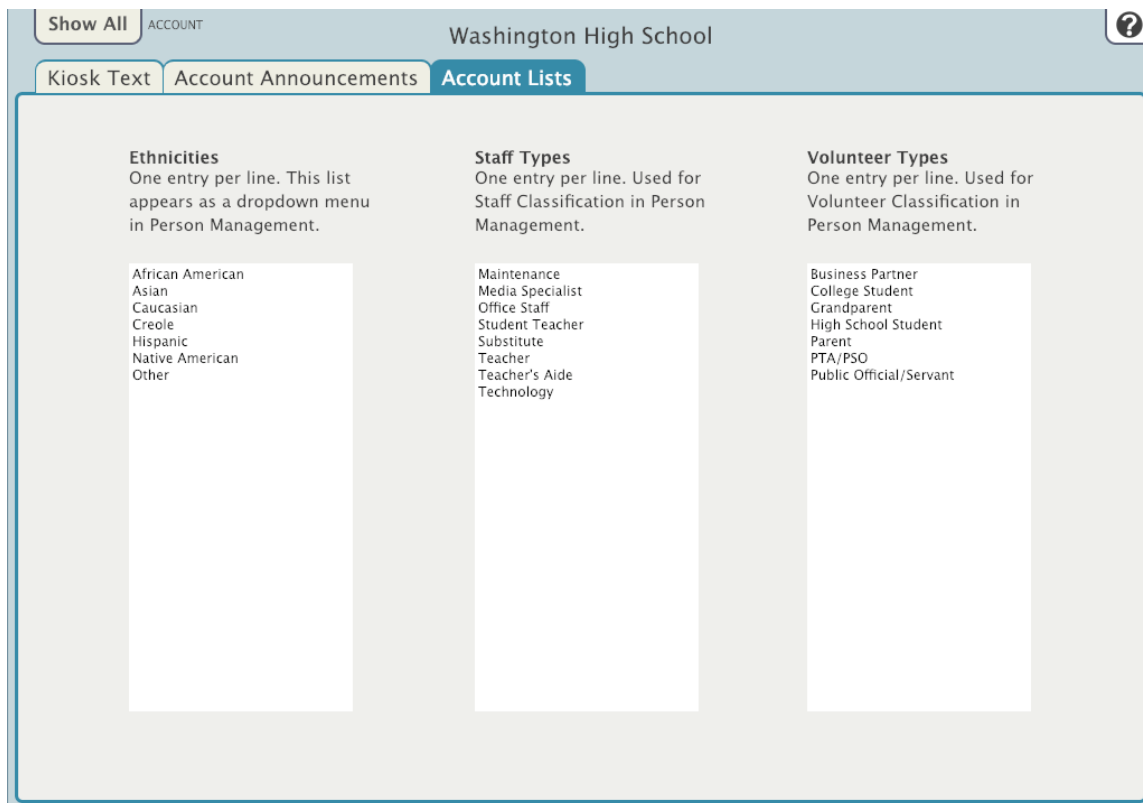 Show All
ACCOUNT
Washington High School
?
Kiosk Text
Account Announcements
Account Lists
Ethnicities
One entry per line. This list
appears as a dropdown menu
in Person Management.
African American
Asian
Caucasian
Creole
Hispanic
Native American
Other
Staff Types
One entry per line. Used for
Staff Classification in Person
Management.
Maintenance
Media Specialist
Office Staff
Student Teacher
Substitute
Teacher
Teacher's Aide
Technology
Volunteer Types
One entry per line. Used for
Volunteer Classification in
Person Management.
Business Partner
College Student
Grandparent
High School Student
Parent
PTA/PSO
Public Official/Servant